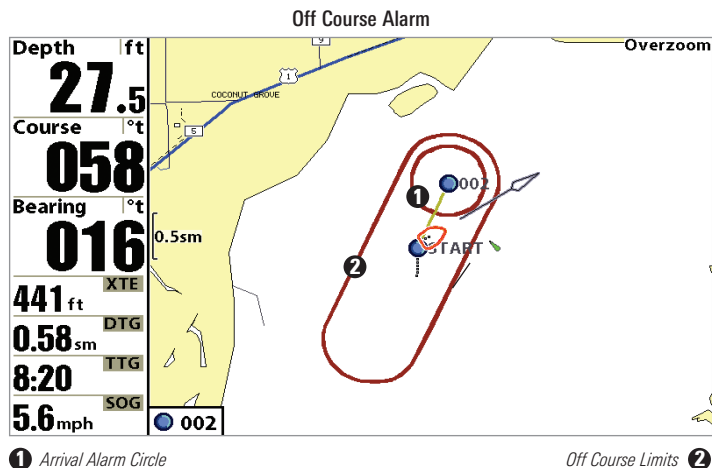 Off Course Alarm
Depth ft
27.5
Course °t
058
Bearing °t
016
XTE
441 ft
DTG
0.58 sm
TTG
8:20
SOG
5.6 mph
Overzoom
9
1
COCONUT GROVE
5
0.5sm
1
002
2
START
002
1 Arrival Alarm Circle
Off Course Limits 2